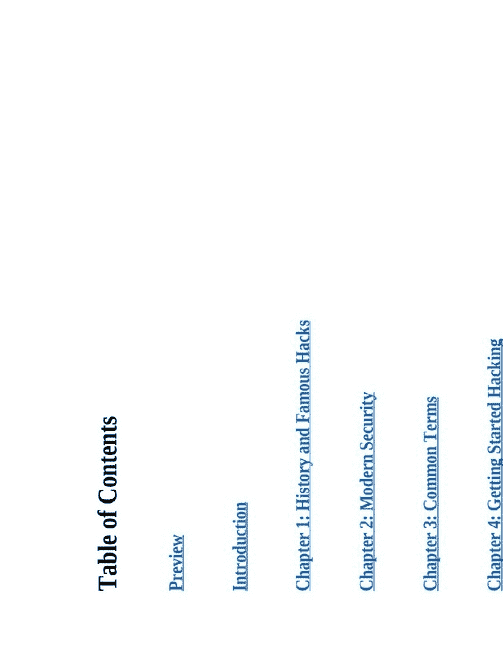 Table of Contents
Preview
Introduction
Chapter 1: History and Famous Hacks
Chapter 2: Modern Security
Chapter 3: Common Terms
Chapter 4: Getting Started Hacking